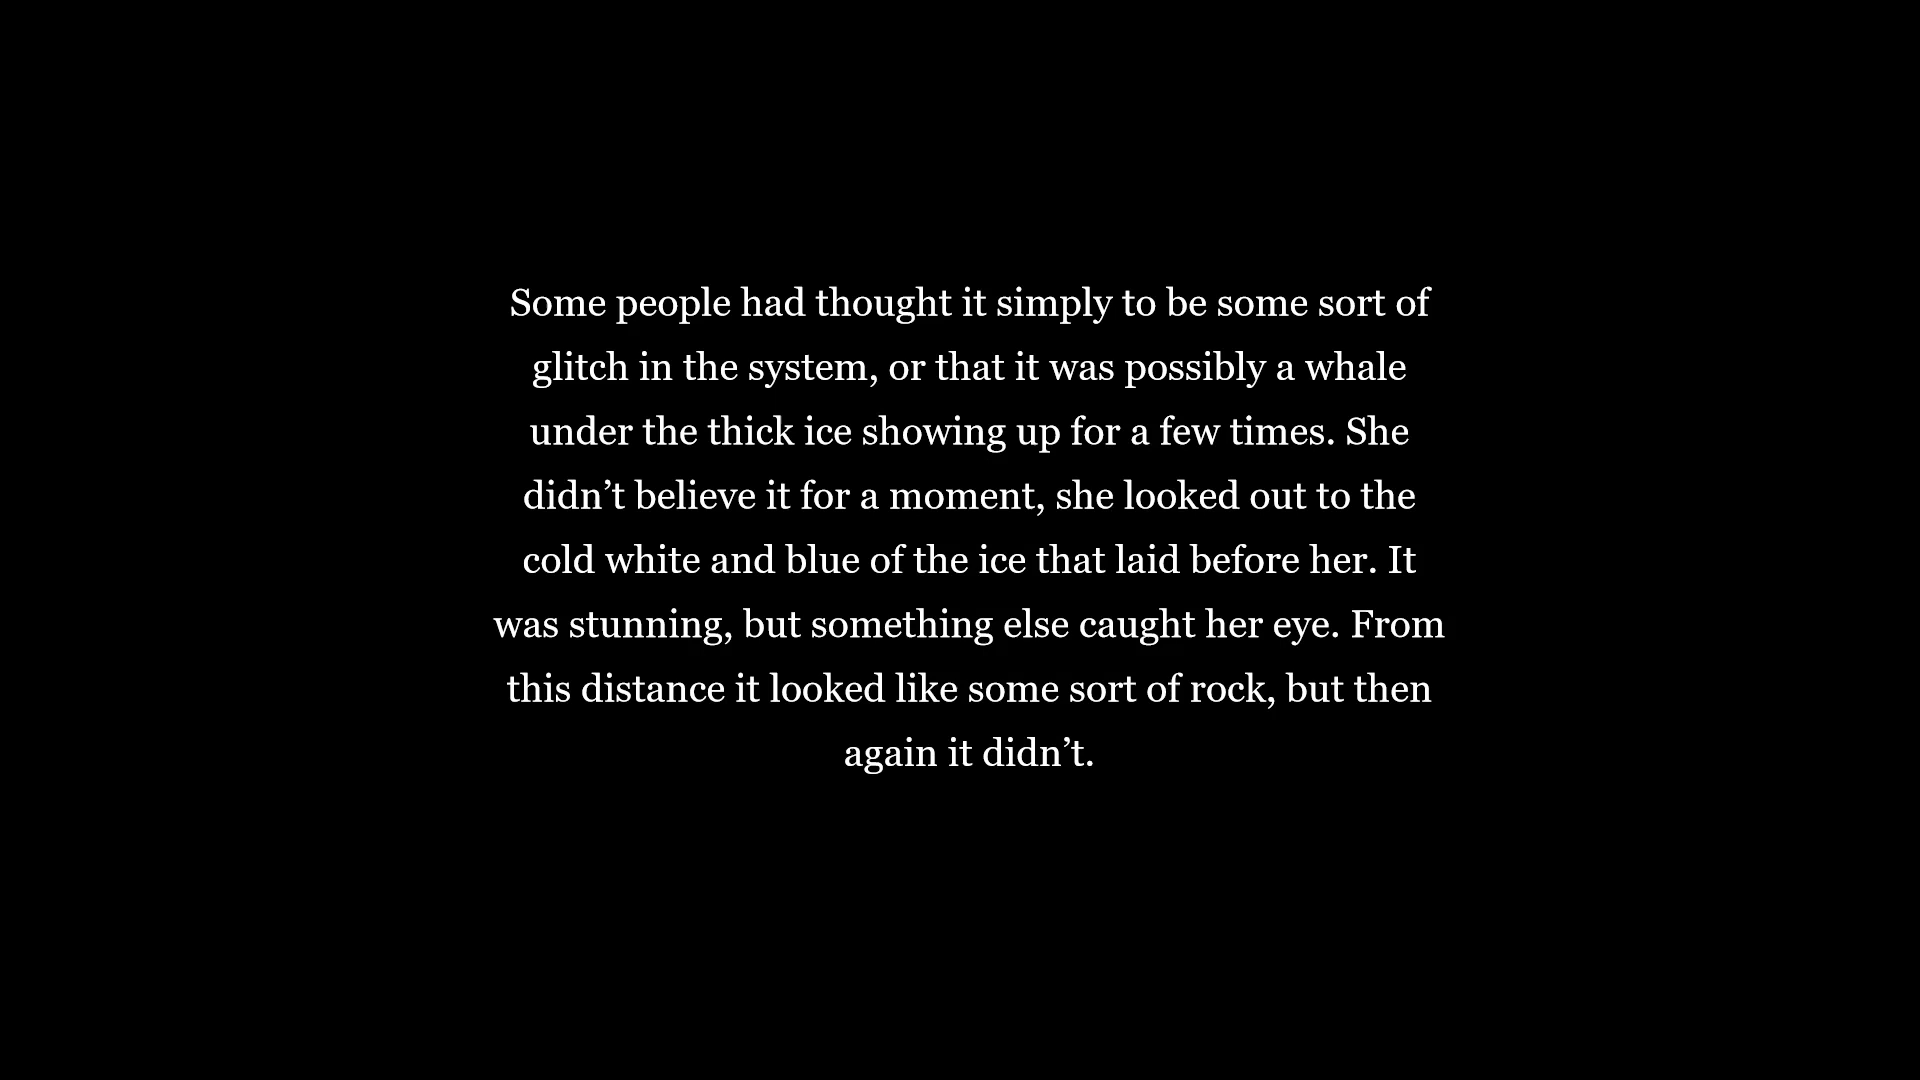 Some people had thought it simply to be some sort of
glitch in the system, or that it was possibly a whale
under the thick ice showing up for a few times. She
didn’t believe it for a moment, she looked out to the
cold white and blue of the ice that laid before her. It
was stunning, but something else caught her eye. From
this distance it looked like some sort of rock, but then
again it didn’t.